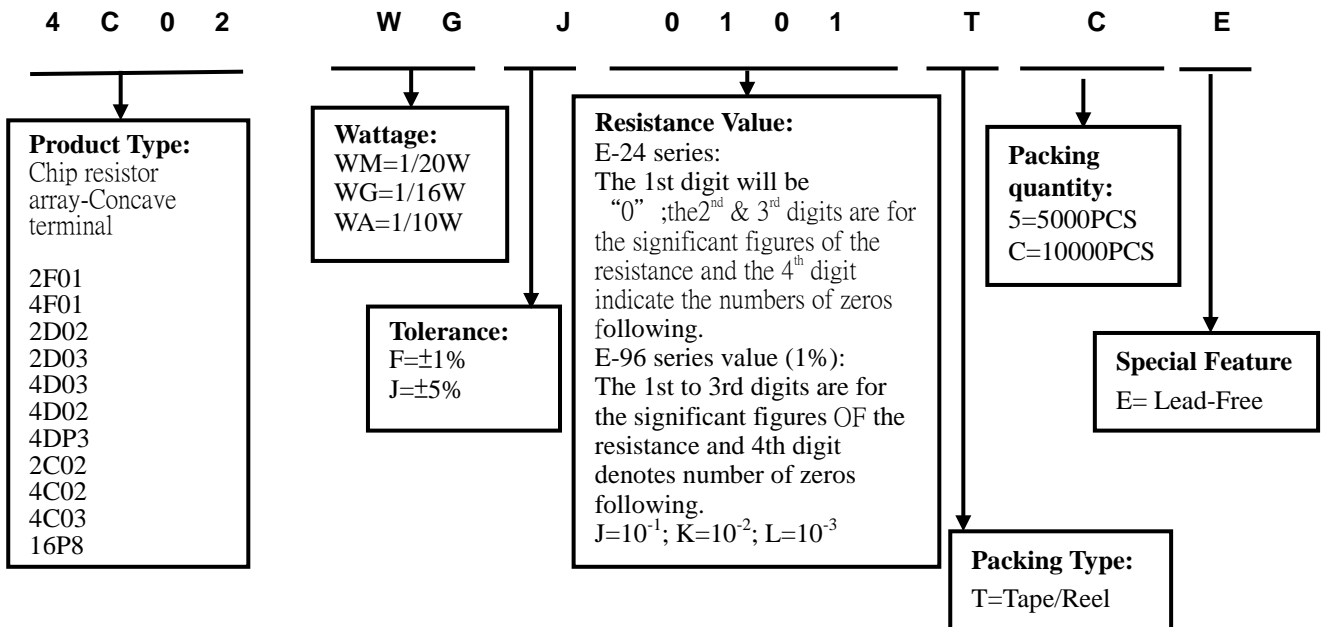 4 C 0 2 W G J 0 1 0 1 T C E
Product Type:
Chip resistor
array-Concave
terminal
2F01
4F01
2D02
2D03
4D03
4D02
4DP3
2C02
4C02
4C03
16P8
Wattage:
WM=1/20W
WG=1/16W
WA=1/10W
Tolerance:
F=±1%
J=±5%
Resistance Value:
E-24 series:
The 1st digit will be
“0” ;the2nd & 3rd digits are for
the significant figures of the
resistance and the 4th digit
indicate the numbers of zeros
following.
E-96 series value (1%):
The 1st to 3rd digits are for
the significant figures OF the
resistance and 4th digit
denotes number of zeros
following.
J=10-1; K=10-2; L=10-3
Packing Type:
T=Tape/Reel
Packing
quantity:
5=5000PCS
C=10000PCS
Special Feature
E= Lead-Free